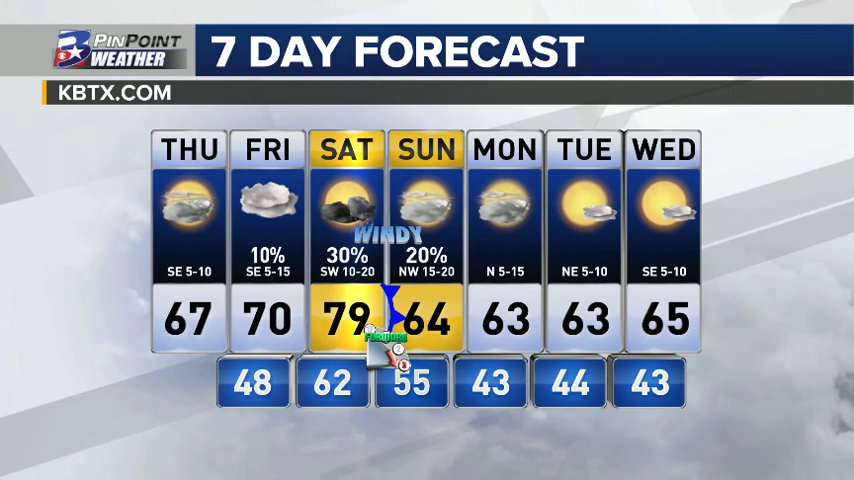 PINPOINT
WEATHER
7 DAY FORECAST
KBTX.COM
THU FRI SAT SUN MON TUE WED
WINDY
10% 30% 20%
SE 5-10 SE 5-15 SW 10-20 NW 15-20 N 5-15 NE 5-10 SE 5-10
67 70 79 64 63 63 65
FORWARD
48 62 55 43 44 43